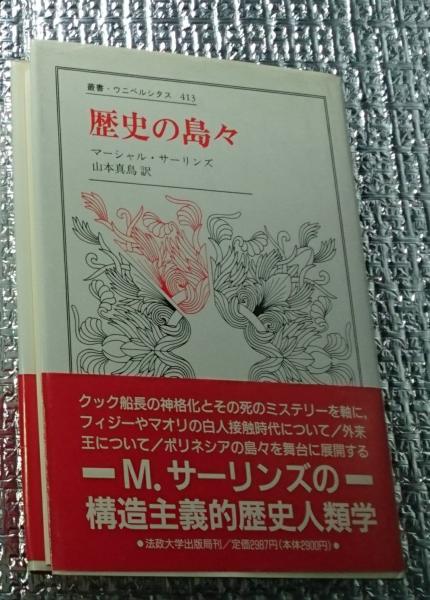 叢書・ウニベルシタス 413
歴史の島々
マーシャル・サーリンズ
山本真鳥 訳
クック船長の神格化とその死のミステリーを軸に,
フィジーやマオリの白人接触時代について/外来
王について/ポリネシアの島々を舞台に展開する
━M.サーリンズの━
構造主義的歴史人類学
●法政大学出版局刊/定価2987円(本体2900円)●